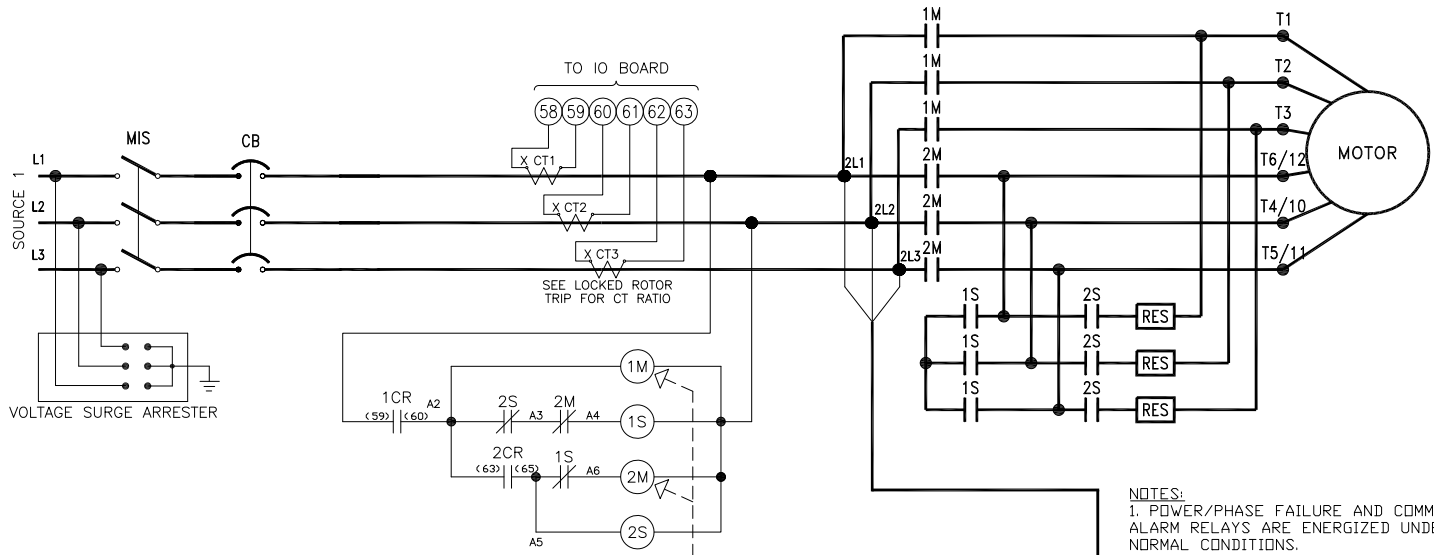 1M
T1
TO IO BOARD
1M
T2
58 59 60 61 62 63
1M
T3
MIS
CB
MOTOR
SOURCE 1
L1
X CT1
2L1
2M
T6/12
L2
X CT2
2L2
2M
T4/10
L3
X CT3
2L3
2M
T5/11
SEE LOCKED ROTOR
TRIP FOR CT RATIO
1S
2S
RES
1S
2S
RES
1S
2S
RES
VOLTAGE SURGE ARRESTER
1M
1CR
(59) (60)
A2
2S
A3
2M
A4
1S
2CR
(63) (65)
1S
A6
2M
A5
2S
NOTES:
1. POWER/PHASE FAILURE AND COMM
ALARM RELAYS ARE ENERGIZED UNDE
NORMAL CONDITIONS.